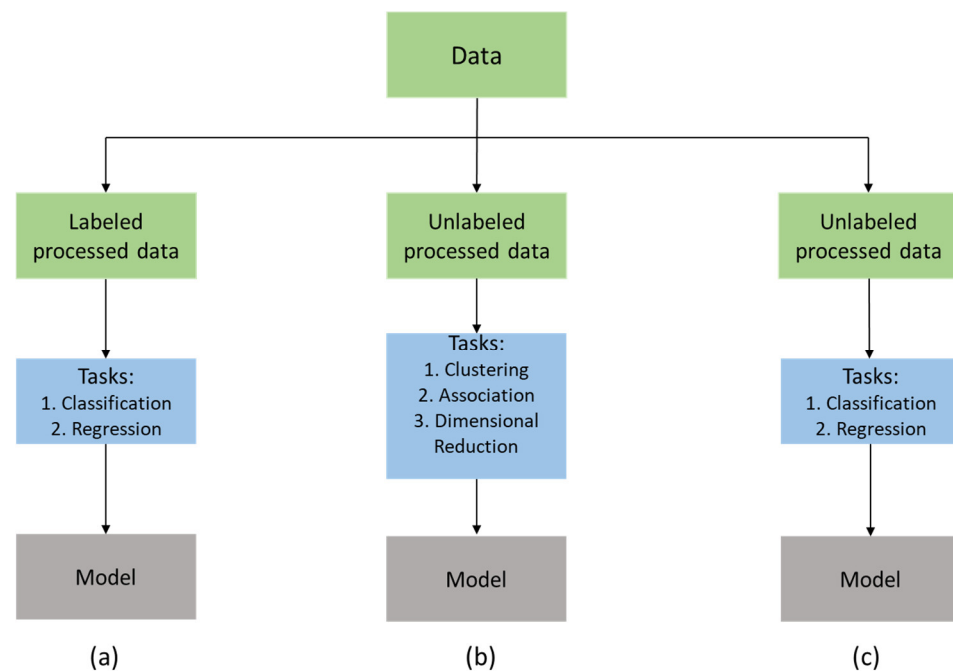 Data
Labeled
processed data
Unlabeled
processed data
Unlabeled
processed data
Tasks:
1. Classification
2. Regression
Tasks:
1. Clustering
2. Association
3. Dimensional
Reduction
Tasks:
1. Classification
2. Regression
Model
Model
Model
(a)
(b)
(c)